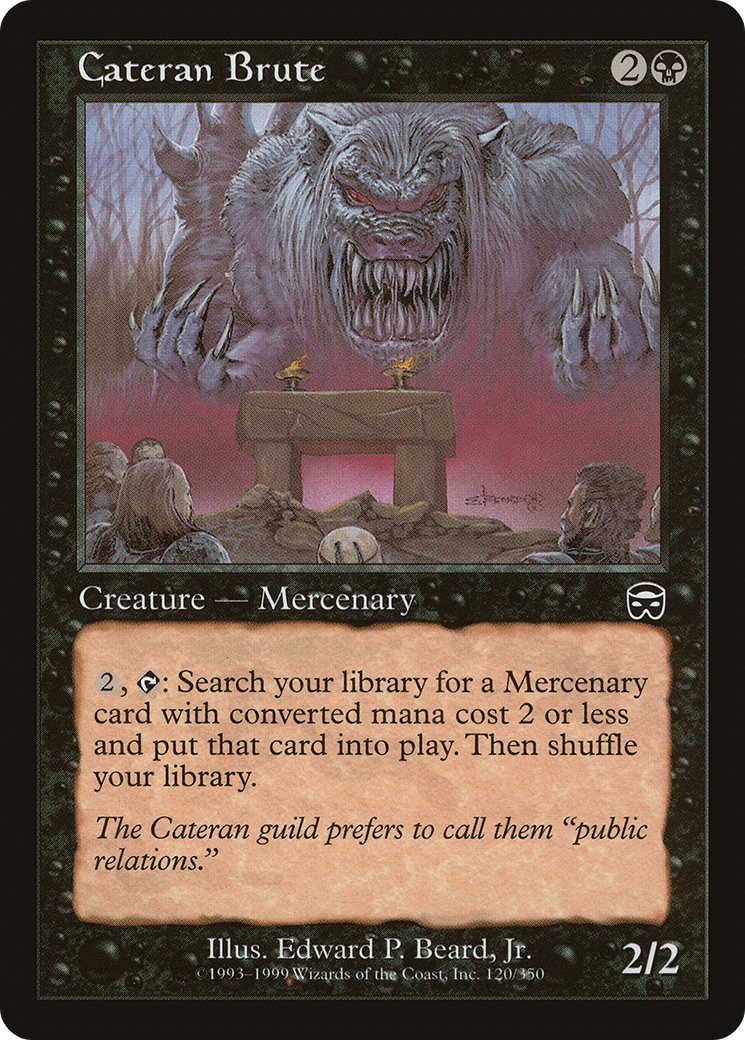 Cateran Brute 2
Creature — Mercenary
2, : Search your library for a Mercenary
card with converted mana cost 2 or less
and put that card into play. Then shuffle
your library.
The Cateran guild prefers to call them “public
relations.”
Illus. Edward P. Beard, Jr.
©1993–1999 Wizards of the Coast, Inc. 120/350
2/2